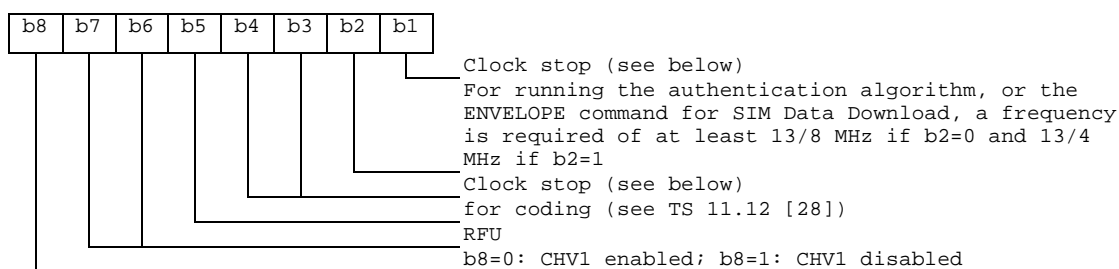 b8 b7 b6 b5 b4 b3 b2 b1
Clock stop (see below)
For running the authentication algorithm, or the
ENVELOPE command for SIM Data Download, a frequency
is required of at least 13/8 MHz if b2=0 and 13/4
MHz if b2=1
Clock stop (see below)
for coding (see TS 11.12 [28])
RFU
b8=0: CHV1 enabled; b8=1: CHV1 disabled